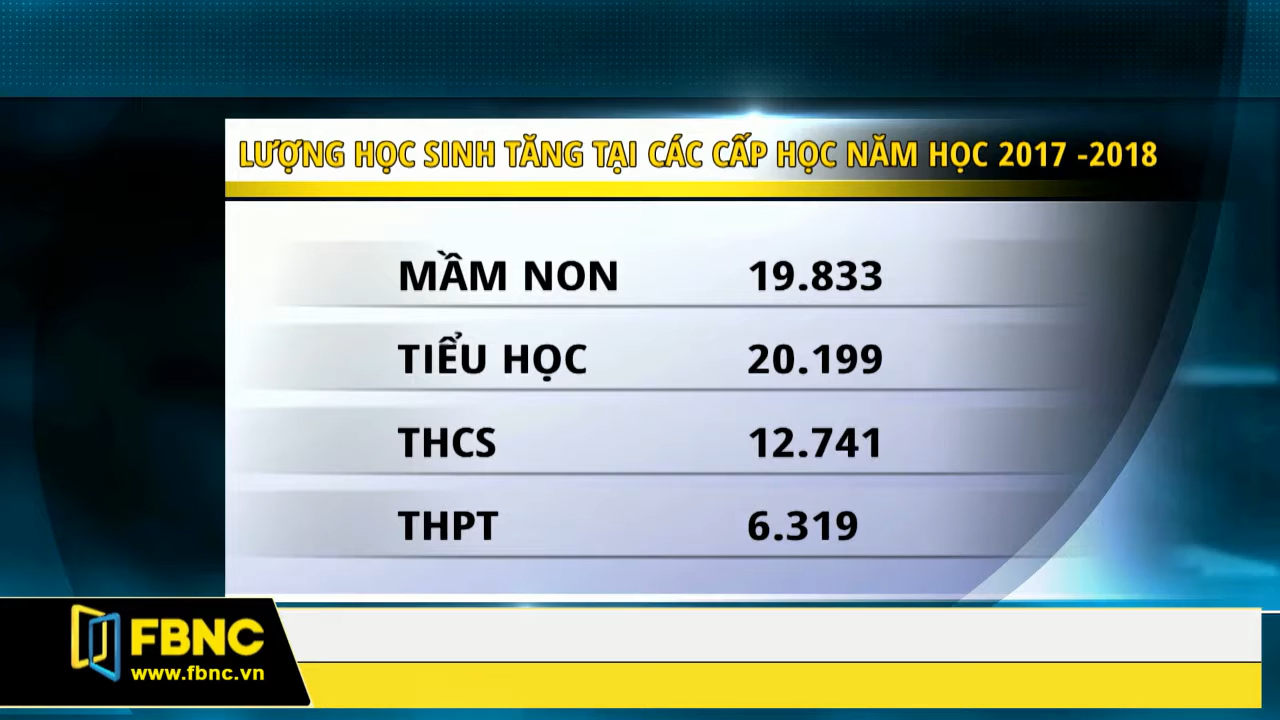 LƯỢNG HỌC SINH TĂNG TẠI CÁC CẤP HỌC NĂM HỌC 2017 -2018
MẦM NON 19.833
TIỂU HỌC 20.199
THCS 12.741
THPT 6.319
FBNC
www.fbnc.vn